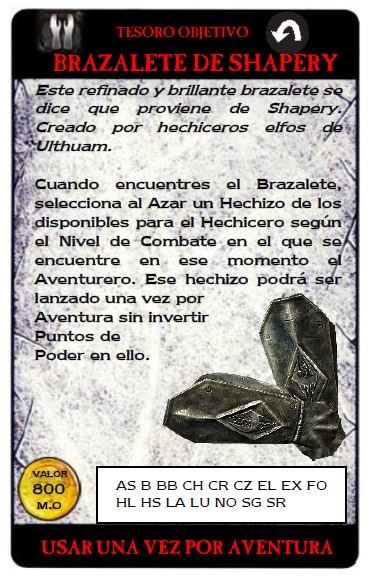 TESORO OBJETIVO
BRAZALETE DE SHAPERY
Este refinado y brillante brazalete se
dice que proviene de Shapery.
Creado por hechiceros elfos de
Ulthuam.
Cuando encuentres el Brazalete,
selecciona al Azar un Hechizo de los
disponibles para el Hechicero según
el Nivel de Combate en el que se
encuentre en ese momento el
Aventurero. Ese hechizo podrá ser
lanzado una vez por
Aventura sin invertir
Puntos de
Poder en ello.
VALOR
800
M.O
AS B BB CH CR CZ EL EX FO
HL HS LA LU NO SG SR
USAR UNA VEZ POR AVENTURA